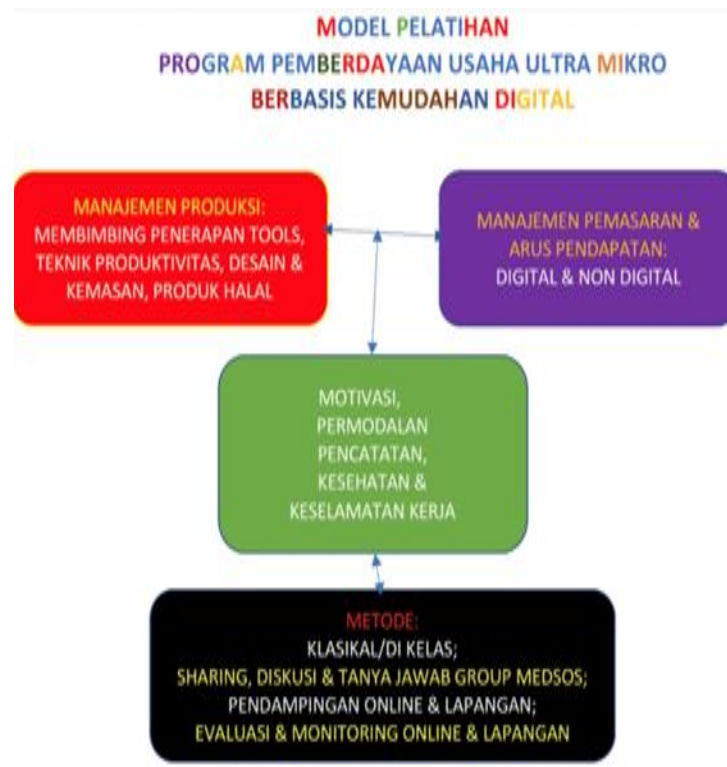 MODEL PELATIHAN
PROGRAM PEMBERDAYAAN USAHA ULTRA MIKRO
BERBASIS KEMUDAHAN DIGITAL
MANAJEMEN PRODUKSI:
MEMBIMBING PENERAPAN TOOLS,
TEKNIK PRODUKTIVITAS, DESAIN &
KEMASAN, PRODUK HALAL
MANAJEMEN PEMASARAN &
ARUS PENDAPATAN:
DIGITAL & NON DIGITAL
MOTIVASI,
PERMODALAN
PENCATATAN,
KESEHATAN &
KESELAMATAN KERJA
METODE:
KLASIKAL/DI KELAS;
SHARING, DISKUSI & TANYA JAWAB GROUP MEDSOS;
PENDAMPINGAN ONLINE & LAPANGAN;
EVALUASI & MONITORING ONLINE & LAPANGAN